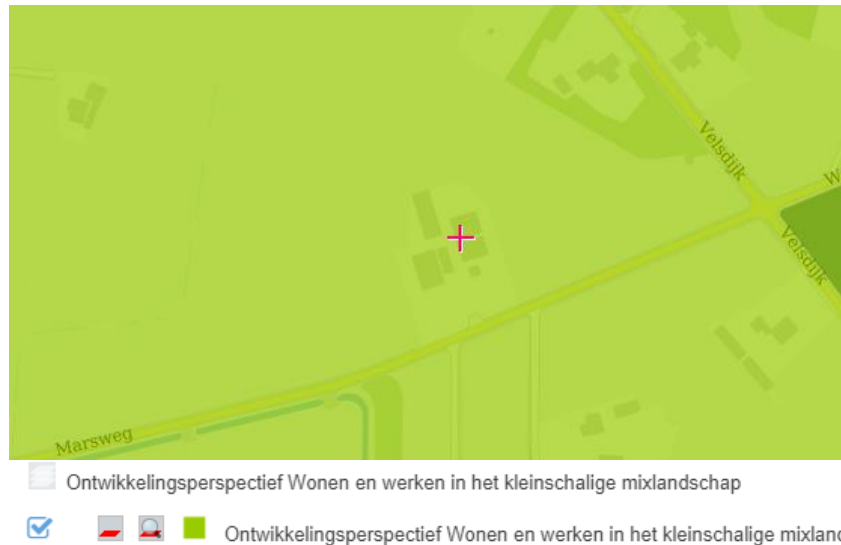 Velsdijk
W
Velsdijk
Marsweg
Ontwikkelingsperspectief Wonen en werken in het kleinschalige mixlandschap
Ontwikkelingsperspectief Wonen en werken in het kleinschalige mixland